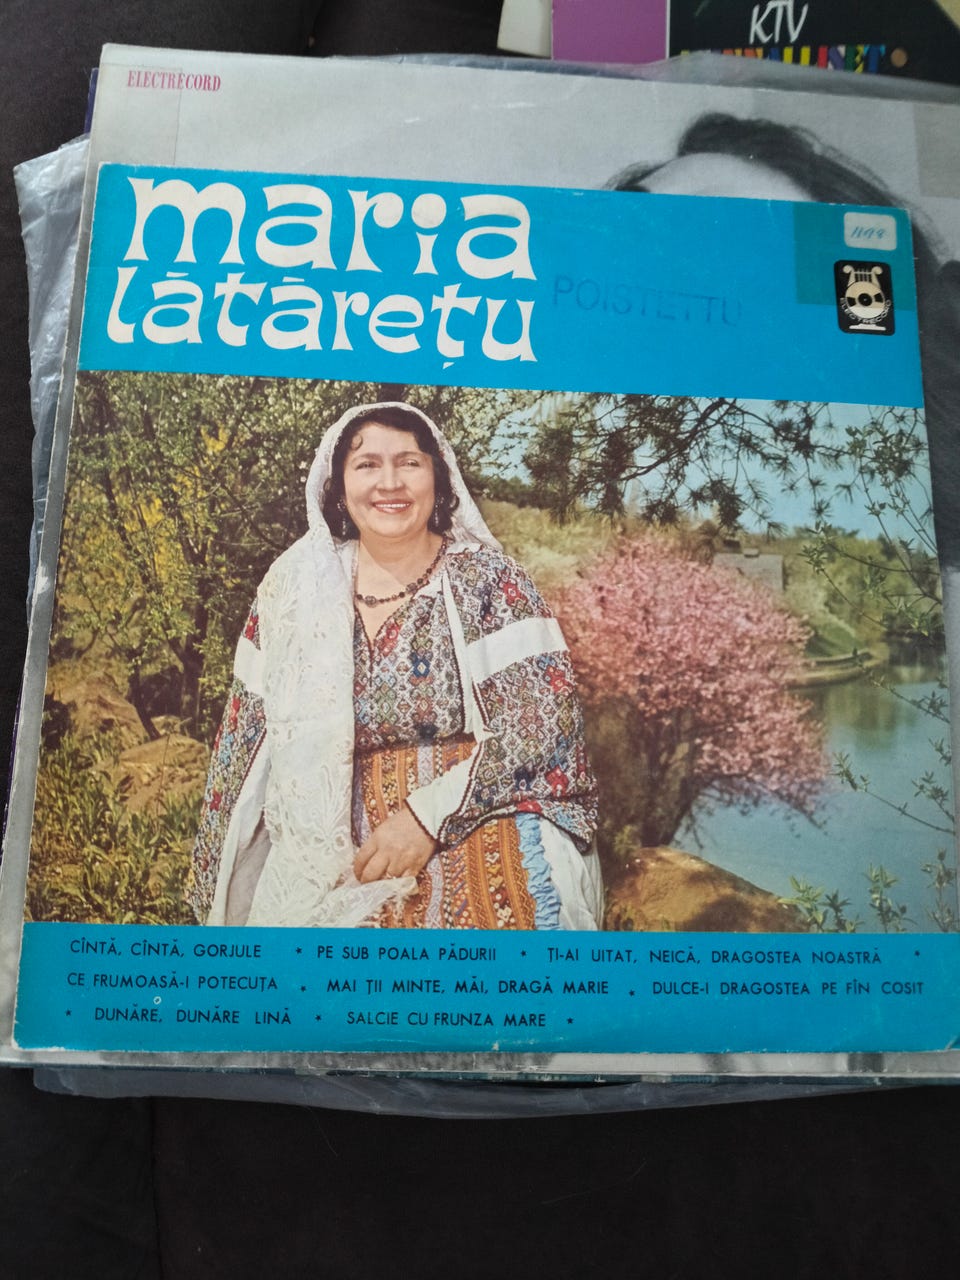 KTV
ELECTRECORD
maria
lătărețu
1198
POISTETTU
ELECTRECORD
CÎNTĂ, CÎNTĂ, GORJULE * PE SUB POALA PĂDURII * ȚI-AI UITAT, NEICĂ, DRAGOSTEA NOASTRĂ *
CE FRUMOASĂ-I POTECUȚA * MAI ȚII MINTE, MĂI, DRAGĂ MARIE * DULCE-I DRAGOSTEA PE FÎN COSIT
* DUNĂRE, DUNĂRE LINĂ * SALCIE CU FRUNZA MARE *